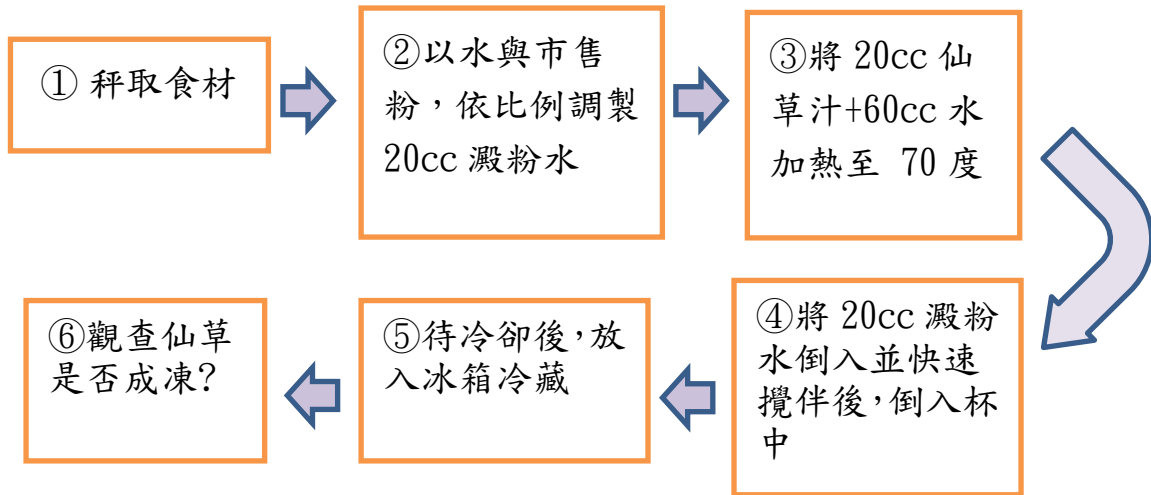 ① 秤取食材
②以水與市售
粉，依比例調製
20cc 澱粉水
③將 20cc 仙
草汁+60cc 水
加熱至 70 度
④將 20cc 澱粉
水倒入並快速
攪伴後，倒入杯
中
⑤待冷卻後，放
入冰箱冷藏
⑥觀查仙草
是否成凍?